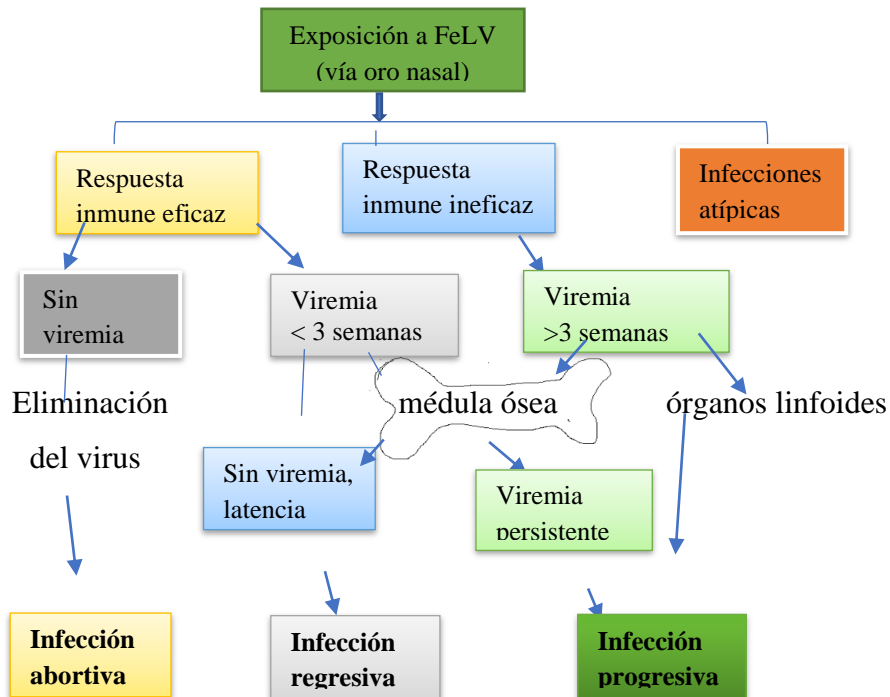 Exposición a FeLV
(vía oro nasal)
Respuesta
inmune eficaz
Respuesta
inmune ineficaz
Infecciones
atípicas
Sin
viremia
Viremia
< 3 semanas
Viremia
>3 semanas
Eliminación
del virus
médula ósea
órganos linfoides
Sin viremia,
latencia
Viremia
persistente
Infección
abortiva
Infección
regresiva
Infección
progresiva